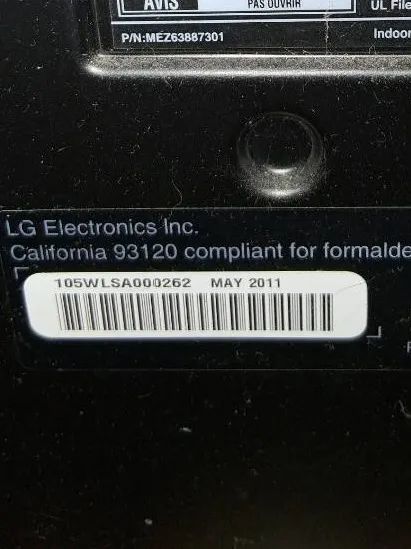 AVIS
PAS OUVRIR
UL File
P/N:MEZ63887301
Indoor
LG Electronics Inc.
California 93120 compliant for formalde
105WLSA000262 MAY 2011